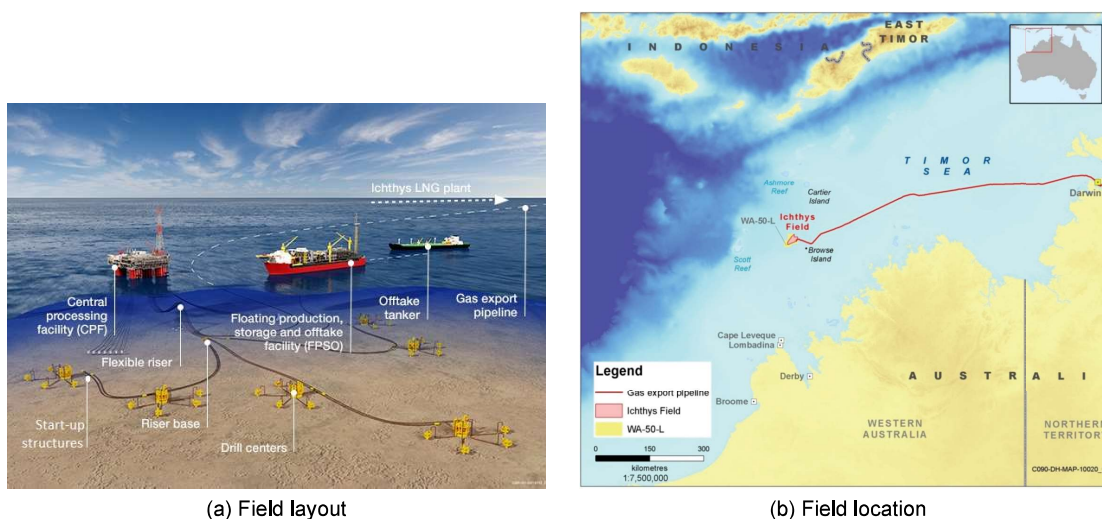 Ichthys LNG plant
Central
processing
facility (CPF)
Flexible riser
Floating production,
storage and offtake
facility (FPSO)
Offtake
tanker
Gas export
pipeline
Start-up
structures
Riser base
Drill centers
(a) Field layout
INDONESIA
EAST
TIMOR
TIMOR
SEA
Ashmore
Reef
Cartier
Island
Darwin
WA-50-L
Ichthys
Field
Browse
Island
Scott
Reef
Cape Leveque
Lombadina
Derby
Broome
AUSTRALI
WESTERN
AUSTRALIA
NORTHERN
TERRITORY
Legend
Gas export pipeline
Ichthys Field
WA-50-L
0 150 300
kilometres
1:7,500,000
C090-DH-MAP-10020_
(b) Field location